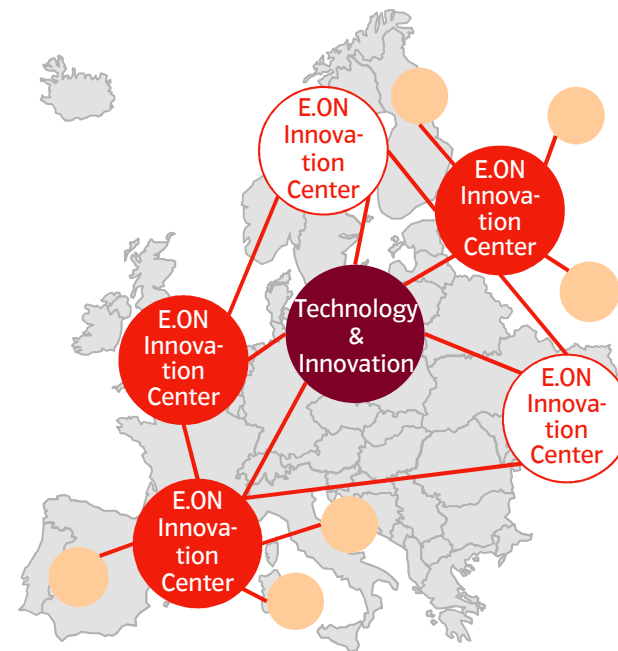 E.ON
Innova-
tion
Center
E.ON
Innova-
tion
Center
Technology
&
Innovation
E.ON
Innova-
tion
Center
E.ON
Innova-
tion
Center
E.ON
Innova-
tion
Center